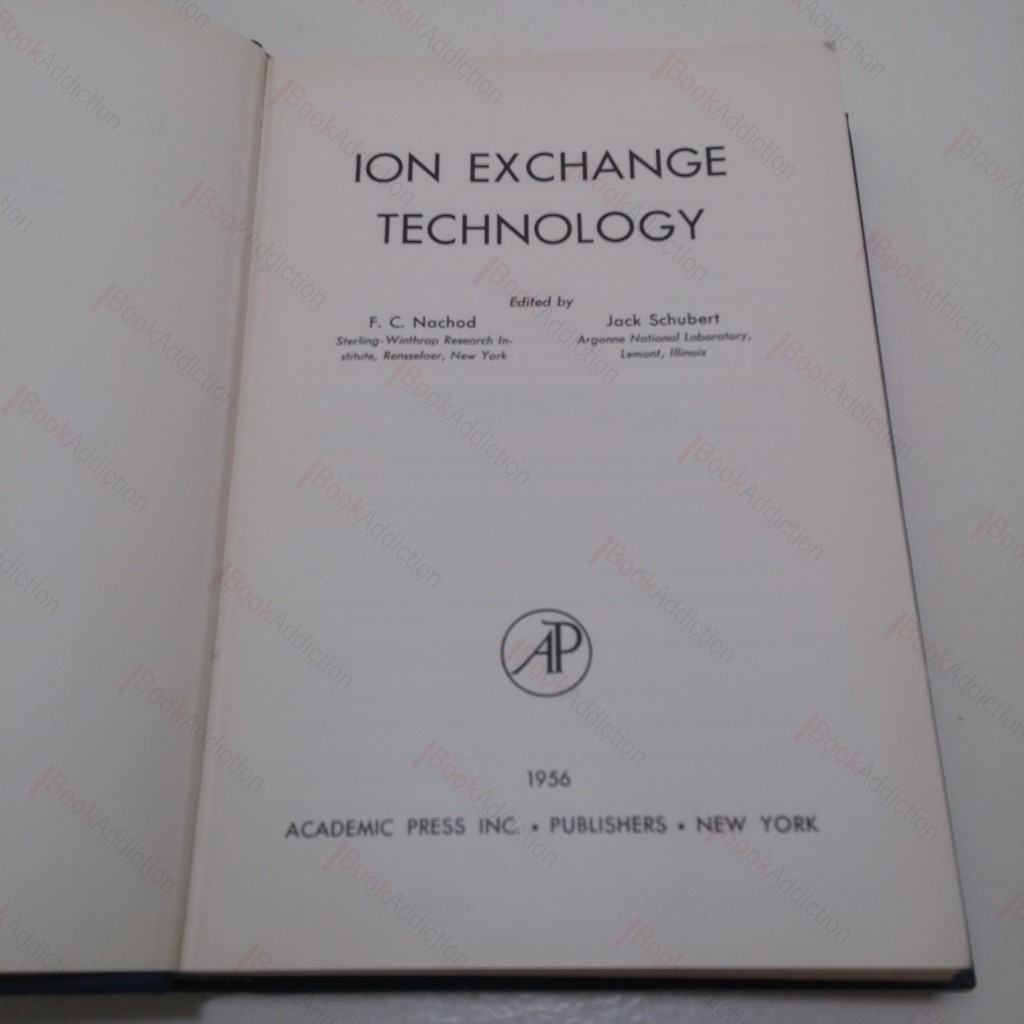 ION EXCHANGE
TECHNOLOGY
Edited by
F. C. Nachod
Sterling-Winthrop Research In-
stitute, Rensselaer, New York
Jack Schubert
Argonne National Laboratory,
Lemont, Illinois
AP
1956
ACADEMIC PRESS INC. • PUBLISHERS • NEW YORK
BookAddiction